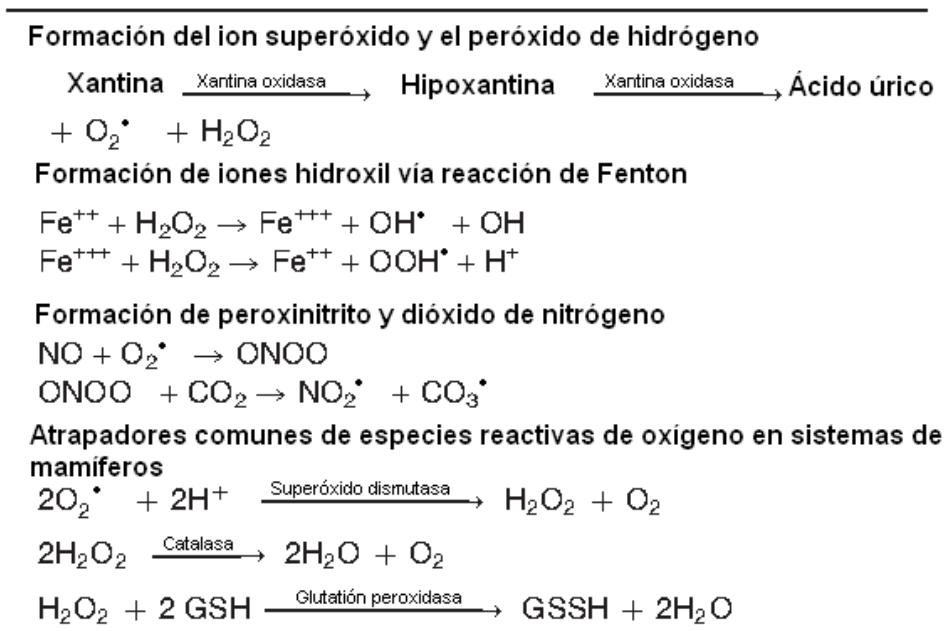 Formación del ion superóxido y el peróxido de hidrógeno
Xantina Xantina oxidasa → Hipoxantina Xantina oxidasa → Ácido úrico
+ O₂• + H₂O₂
Formación de iones hidroxil vía reacción de Fenton
Fe⁺⁺ + H₂O₂ → Fe⁺⁺⁺ + OH• + OH
Fe⁺⁺⁺ + H₂O₂ → Fe⁺⁺ + OOH• + H⁺
Formación de peroxinitrito y dióxido de nitrógeno
NO + O₂• → ONOO
ONOO + CO₂ → NO₂• + CO₃•
Atrapadores comunes de especies reactivas de oxígeno en sistemas de
mamíferos
2O₂• + 2H⁺ Superóxido dismutasa → H₂O₂ + O₂
2H₂O₂ Catalasa → 2H₂O + O₂
H₂O₂ + 2 GSH Glutatión peroxidasa → GSSH + 2H₂O